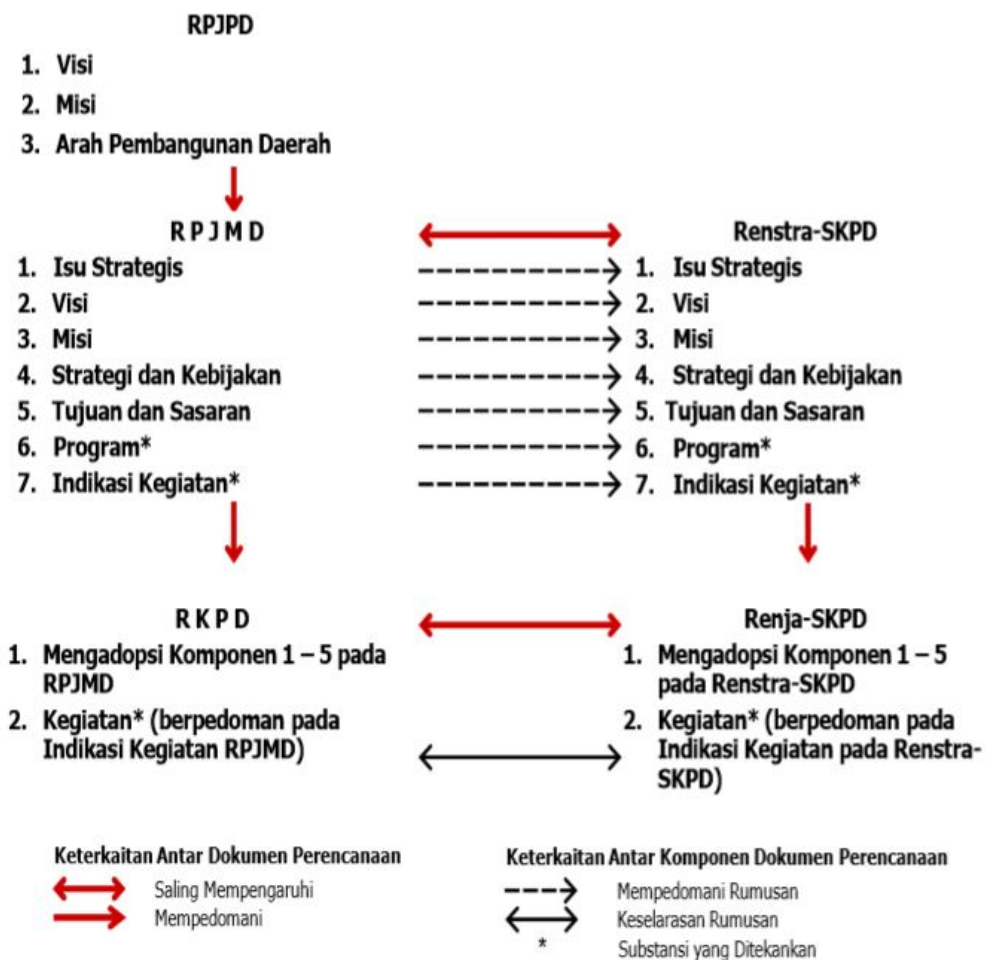 RPJPD
1. Visi
2. Misi
3. Arah Pembangunan Daerah
R P J M D
1. Isu Strategis
2. Visi
3. Misi
4. Strategi dan Kebijakan
5. Tujuan dan Sasaran
6. Program*
7. Indikasi Kegiatan*
Renstra-SKPD
1. Isu Strategis
2. Visi
3. Misi
4. Strategi dan Kebijakan
5. Tujuan dan Sasaran
6. Program*
7. Indikasi Kegiatan*
R K P D
1. Mengadopsi Komponen 1 – 5 pada
RPJMD
2. Kegiatan* (berpedoman pada
Indikasi Kegiatan RPJMD)
Renja-SKPD
1. Mengadopsi Komponen 1 – 5
pada Renstra-SKPD
2. Kegiatan* (berpedoman pada
Indikasi Kegiatan pada Renstra-
SKPD)
Keterkaitan Antar Dokumen Perencanaan
Saling Mempengaruhi
Mempedomani
Keterkaitan Antar Komponen Dokumen Perencanaan
Mempedomani Rumusan
Keselarasan Rumusan
* Substansi yang Ditekankan